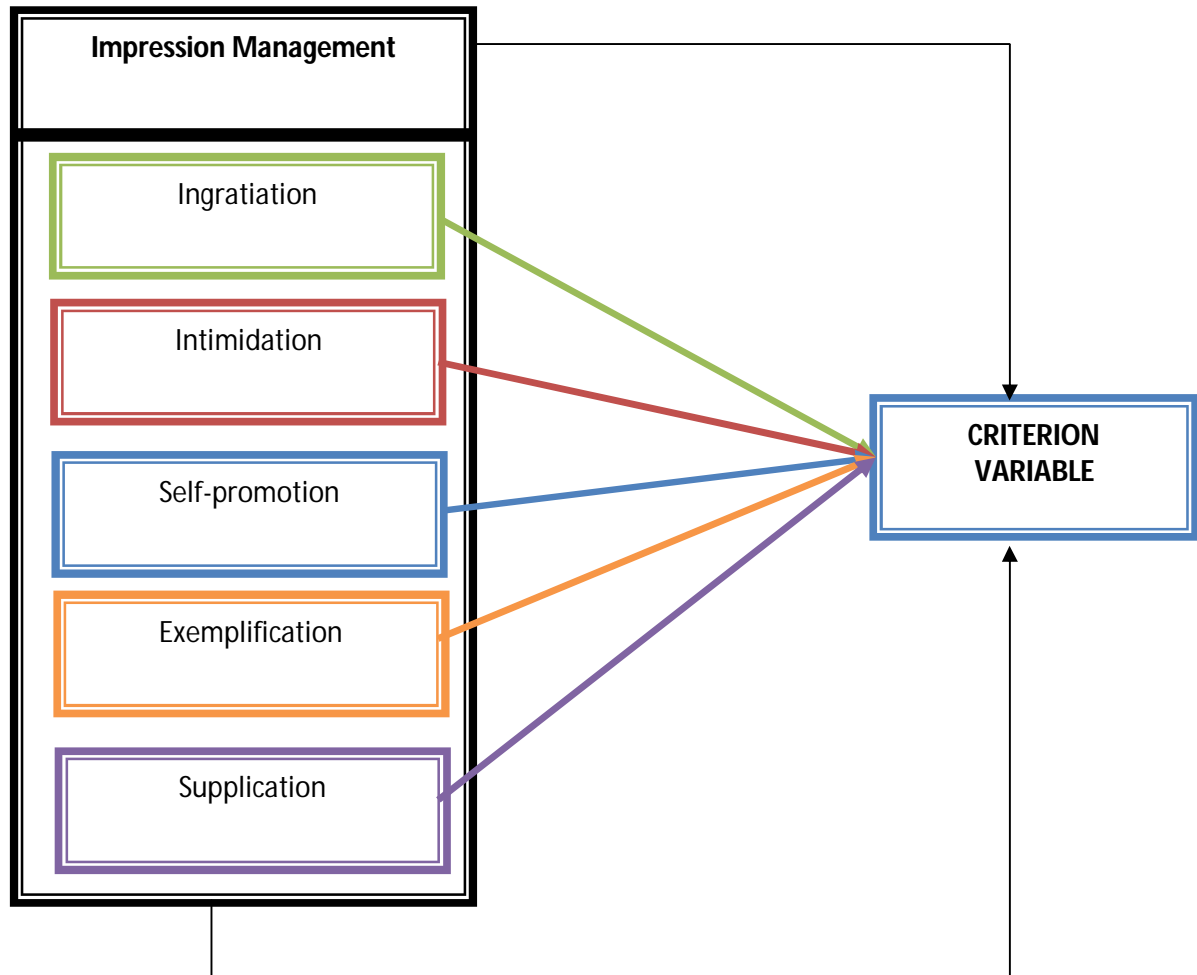 Impression Management
Ingratiation
Intimidation
Self-promotion
Exemplification
Supplication
CRITERION
VARIABLE